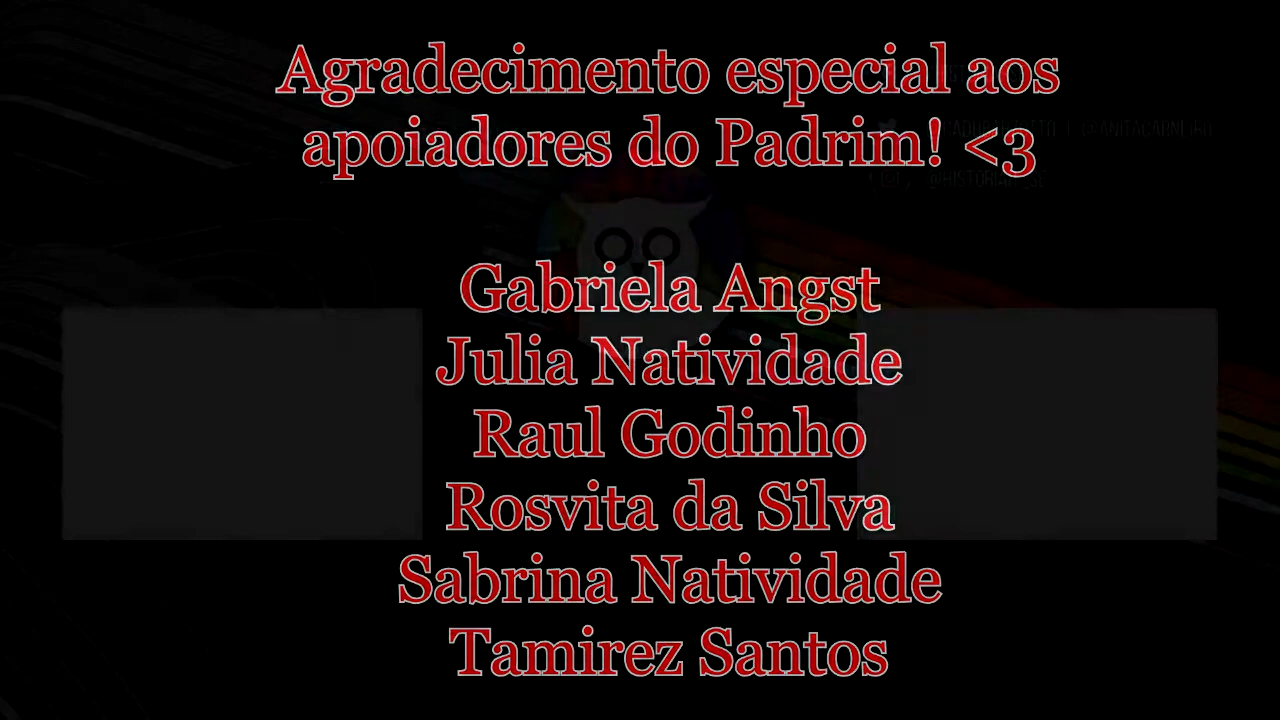 Agradecimento especial aos
apoiadores do Padrim! <3
Gabriela Angst
Julia Natividade
Raul Godinho
Rosvita da Silva
Sabrina Natividade
Tamirez Santos